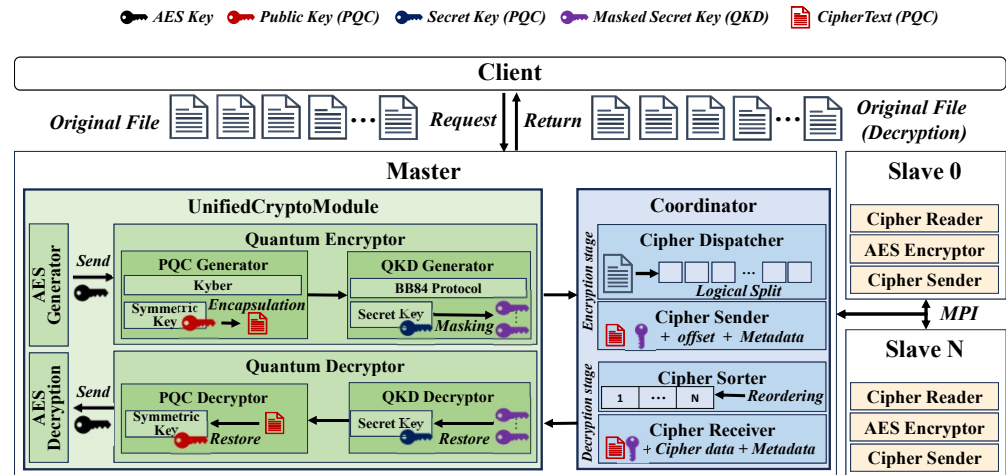 AES Key
Public Key (PQC)
Secret Key (PQC)
Masked Secret Key (QKD)
CipherText (PQC)
Client
Original File
Request
Return
Original File
(Decryption)
Master
UnifiedCryptoModule
AES
Generator
Send
Quantum Encryptor
PQC Generator
Kyber
Symmetric
Key
Encapsulation
QKD Generator
BB84 Protocol
Secret Key
Masking
AES
Decryption
Send
Quantum Decryptor
PQC Decryptor
Symmetric
Key
Restore
QKD Decryptor
Secret Key
Restore
Coordinator
Encryption stage
Cipher Dispatcher
...
Logical Split
Cipher Sender
+ offset + Metadata
Decryption stage
Cipher Sorter
1 ... N
Reordering
Cipher Receiver
+ Cipher data + Metadata
Slave 0
Cipher Reader
AES Encryptor
Cipher Sender
MPI
Slave N
Cipher Reader
AES Encryptor
Cipher Sender